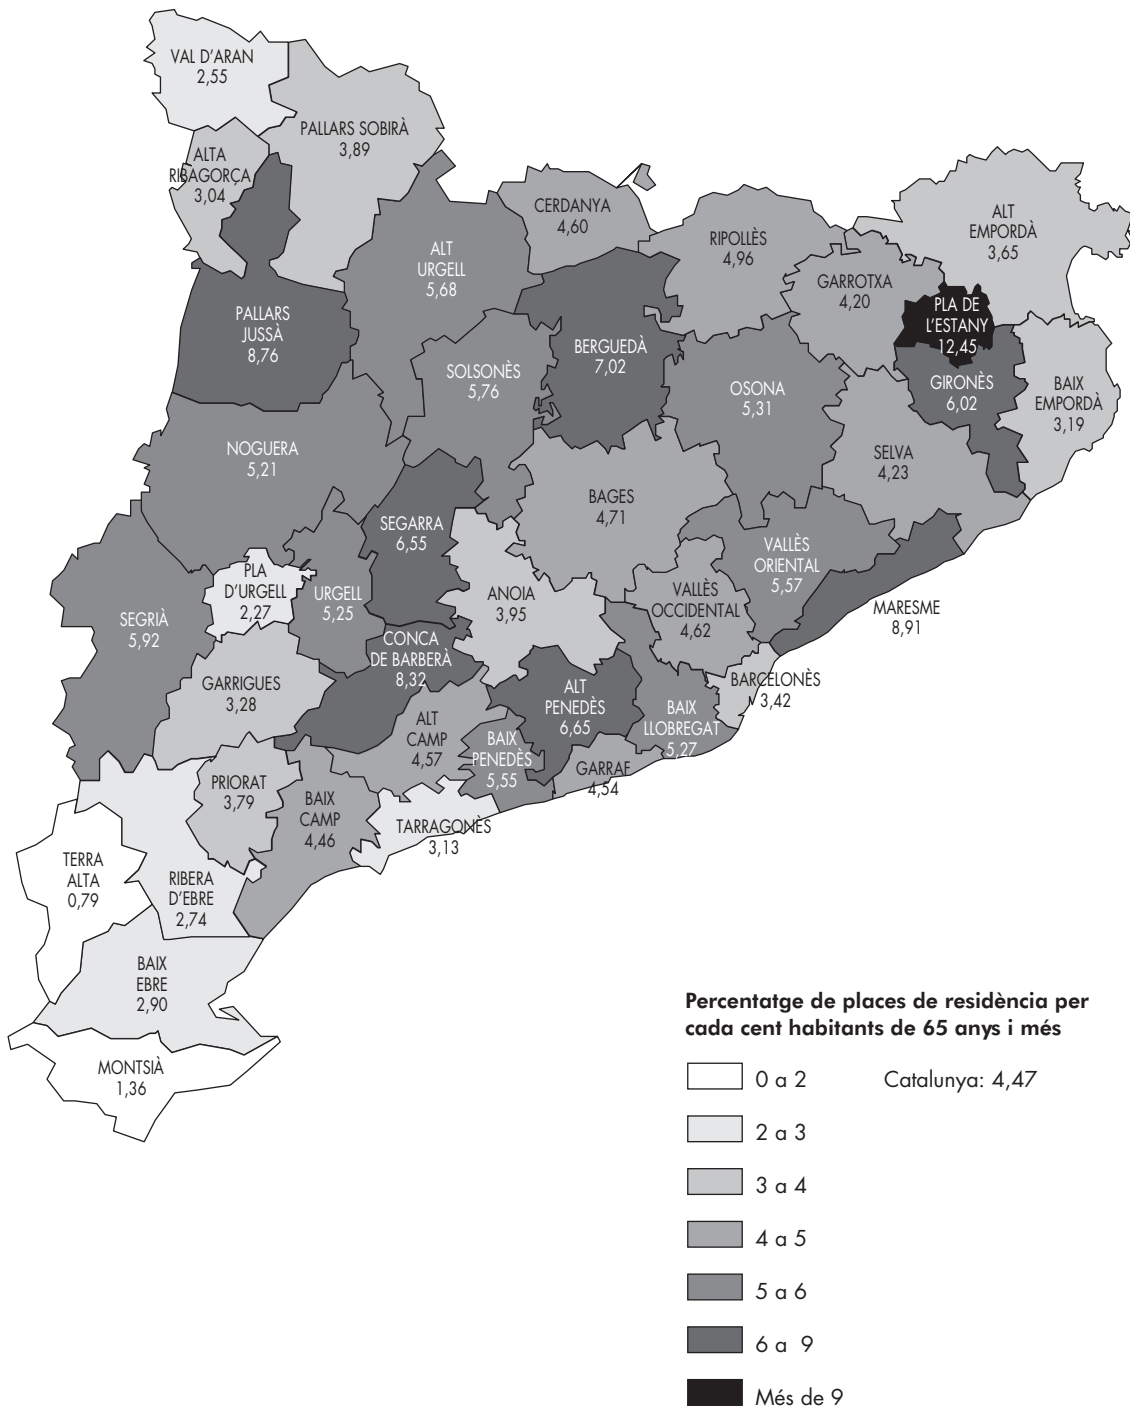 VAL D'ARAN
2,55
PALLARS SOBIRÀ
3,89
ALTA
RIBAGORÇA
3,04
CERDANYA
4,60
RIPOLLÈS
4,96
ALT
EMPORDÀ
3,65
ALT
URGELL
5,68
GARROTXA
4,20
PLA DE
L'ESTANY
12,45
PALLARS
JUSSÀ
8,76
BERGUEDÀ
7,02
SOLSONÈS
5,76
OSONA
5,31
GIRONÈS
6,02
BAIX
EMPORDÀ
3,19
NOGUERA
5,21
SELVA
4,23
BAGES
4,71
SEGARRA
6,55
VALLÈS
ORIENTAL
5,57
PLA
D'URGELL
2,27
URGELL
5,25
ANOIA
3,95
VALLÈS
OCCIDENTAL
4,62
MARESME
8,91
SEGRIÀ
5,92
CONCA
DE BARBERÀ
8,32
GARRIGUES
3,28
BARCELONÈS
3,42
ALT
PENEDÈS
6,65
BAIX
LLOBREGAT
5,27
ALT
CAMP
4,57
BAIX
PENEDÈS
5,55
GARRAF
4,54
PRIORAT
3,79
BAIX
CAMP
4,46
TARRAGONÈS
3,13
TERRA
ALTA
0,79
RIBERA
D'EBRE
2,74
BAIX
EBRE
2,90
MONTSIÀ
1,36
Percentatge de places de residència per
cada cent habitants de 65 anys i més
0 a 2
Catalunya: 4,47
2 a 3
3 a 4
4 a 5
5 a 6
6 a 9
Més de 9